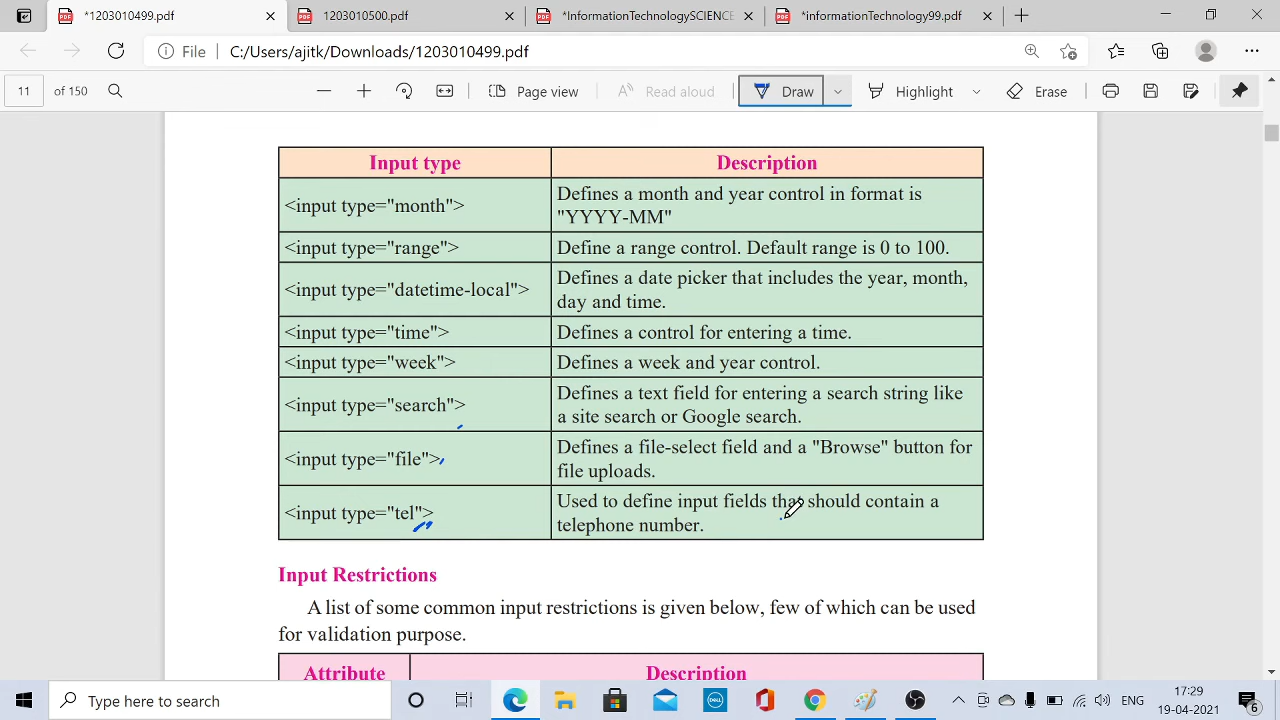 *informationTec
*informationTec
*InformationTechnologySyEC
*informationTech
File C:/Users/ajitk/Downloads/1203010499.pdf
11 of 150 Page view Read aloud Draw Highlight Erase
Input type Description
<input type="month"> Defines a month and year control in format is
"YYYY-MM"
<input type="range"> Define a range control. Default range is 0 to 100.
<input type="datetime-local"> Defines a date picker that includes the year, month,
day and time.
<input type="time"> Defines a control for entering a time.
<input type="week"> Defines a week and year control.
<input type="search"> Defines a text field for entering a search string like
a site search or Google search.
<input type="file"> Defines a file-select field and a "Browse" button for
file uploads.
<input type="tel"> Used to define input fields that should contain a
telephone number.
Input Restrictions
A list of some common input restrictions is given below, few of which can be used
for validation purpose.
Attribute Description
Type here to search
DELL
ENG
17:29
19-04-2021
6